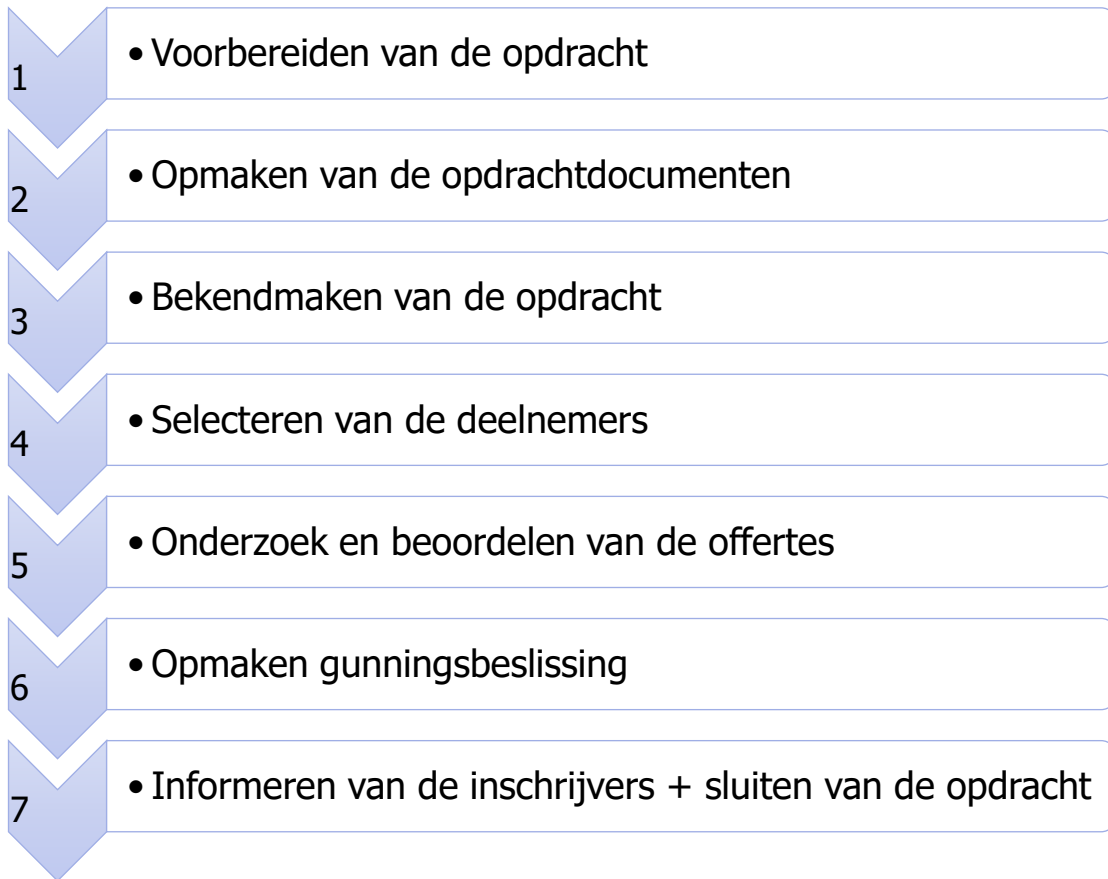 1
• Voorbereiden van de opdracht
2
• Opmaken van de opdrachtdocumenten
3
• Bekendmaken van de opdracht
4
• Selecteren van de deelnemers
5
• Onderzoek en beoordelen van de offertes
6
• Opmaken gunningsbeslissing
7
• Informeren van de inschrijvers + sluiten van de opdracht